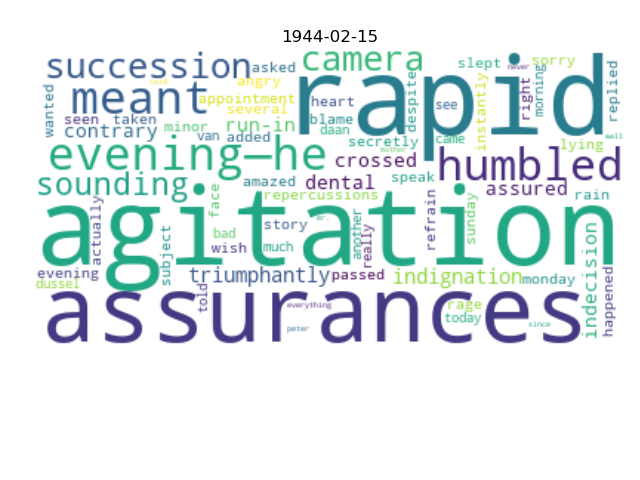 1944-02-15
succession
asked
camera
slept
sorry
never
said
angry
rapid
wanted
meant
appointment
several
heart
despite
see
instantly
right
morning
replied
seen
taken
minor
run-in
blame
contrary
van
added
daan
secretly
came
well
lying
evening—he
crossed
humbled
mother
sounding
amazed
dental
speak
assured
rain
repercussions
face
agitation
actually
subject
bad
wish
story
much
mr.
another
really
refrain
sunday
indecision
evening
dussel
triumphantly
passed
indignation
monday
happened
told
everything
rage
today
since
peter
assurances